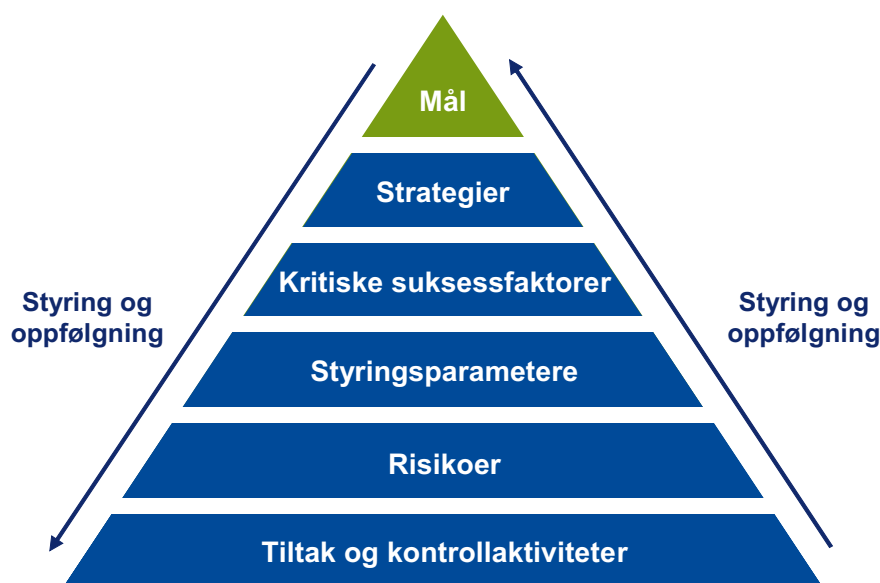 Mål
Strategier
Kritiske suksessfaktorer
Styring og
oppfølgning
Styring og
oppfølgning
Styringsparametere
Risikoer
Tiltak og kontrollaktiviteter